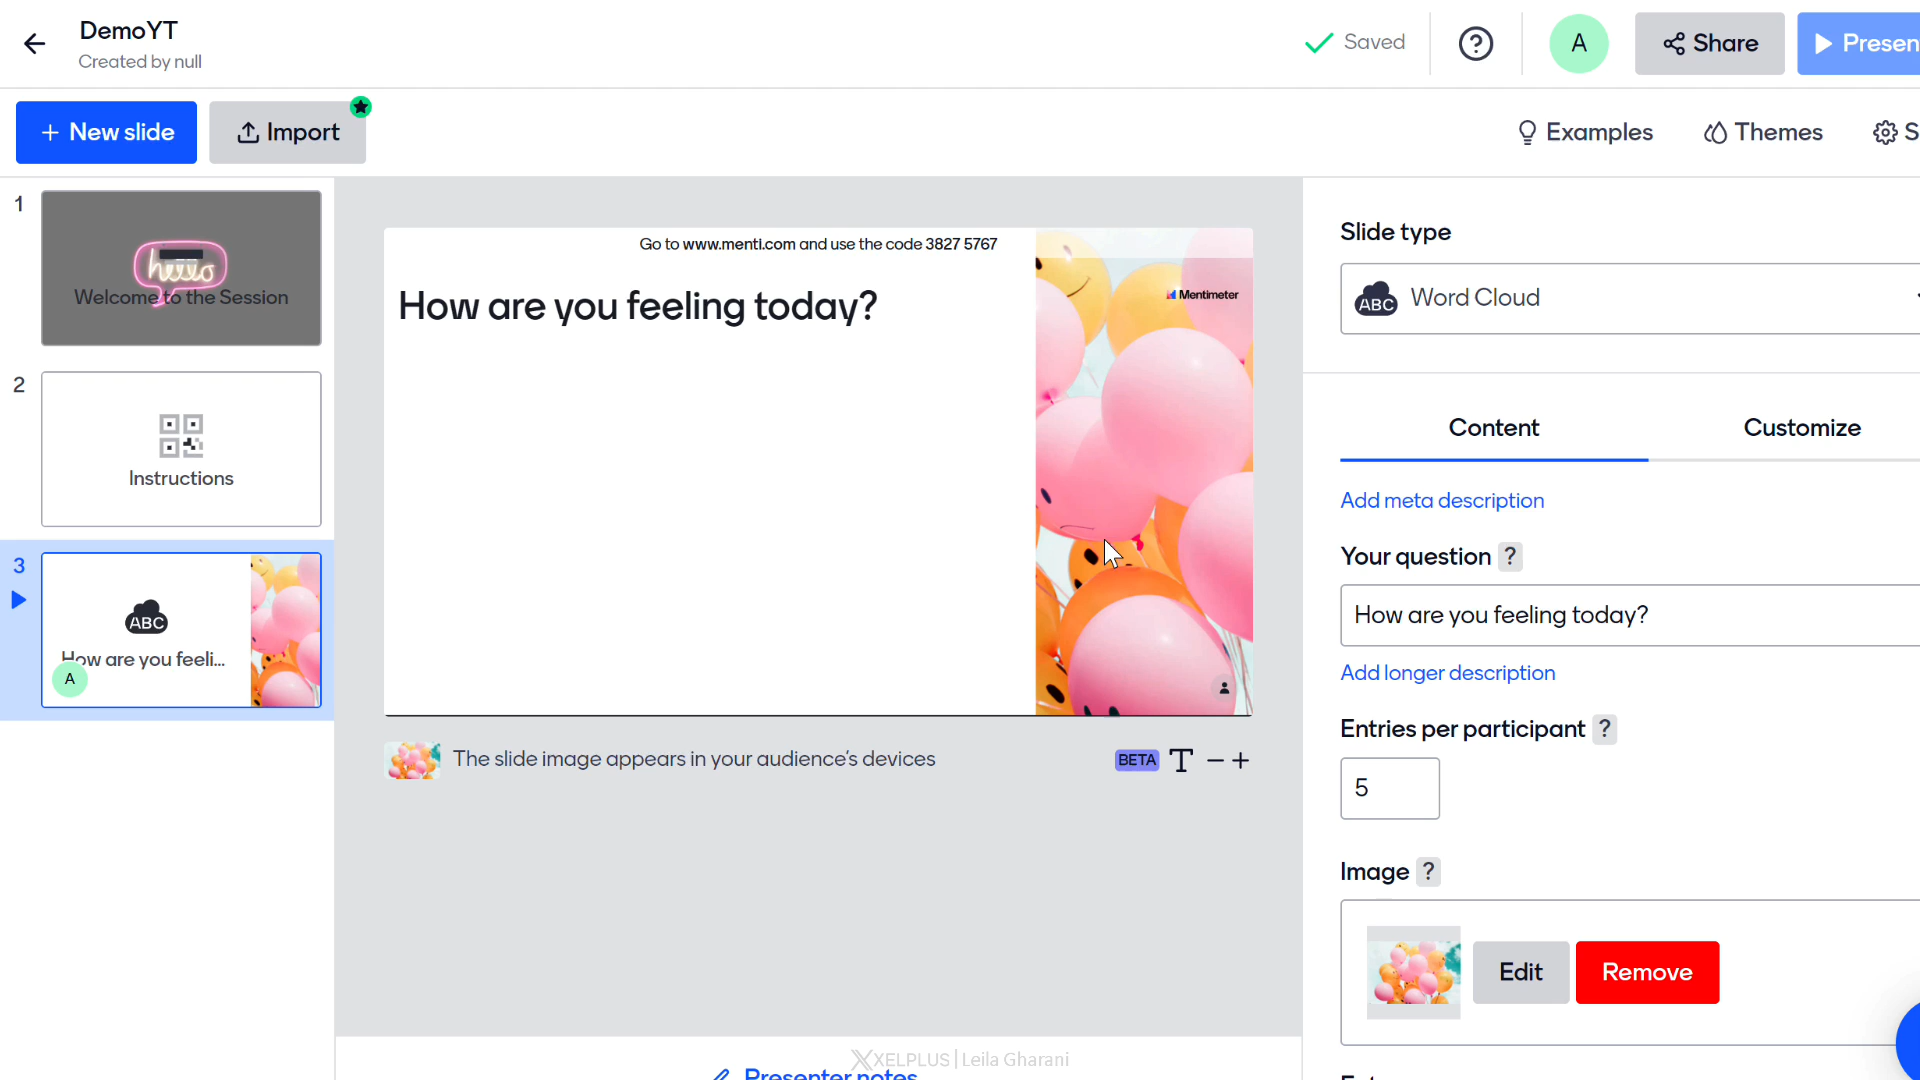 DemoYT
Created by null
Saved
A
Share
Presen
+ New slide
Import
Examples
Themes
S
1
hello
Welcome to the Session
2
Instructions
3
ABC
How are you feeli...
A
Go to www.menti.com and use the code 3827 5767
How are you feeling today?
Mentimeter
The slide image appears in your audience's devices
BETA T - +
Presenter notes
XELPLUS | Leila Gharani
Slide type
ABC Word Cloud
Content
Customize
Add meta description
Your question ?
How are you feeling today?
Add longer description
Entries per participant ?
5
Image ?
Edit
Remove